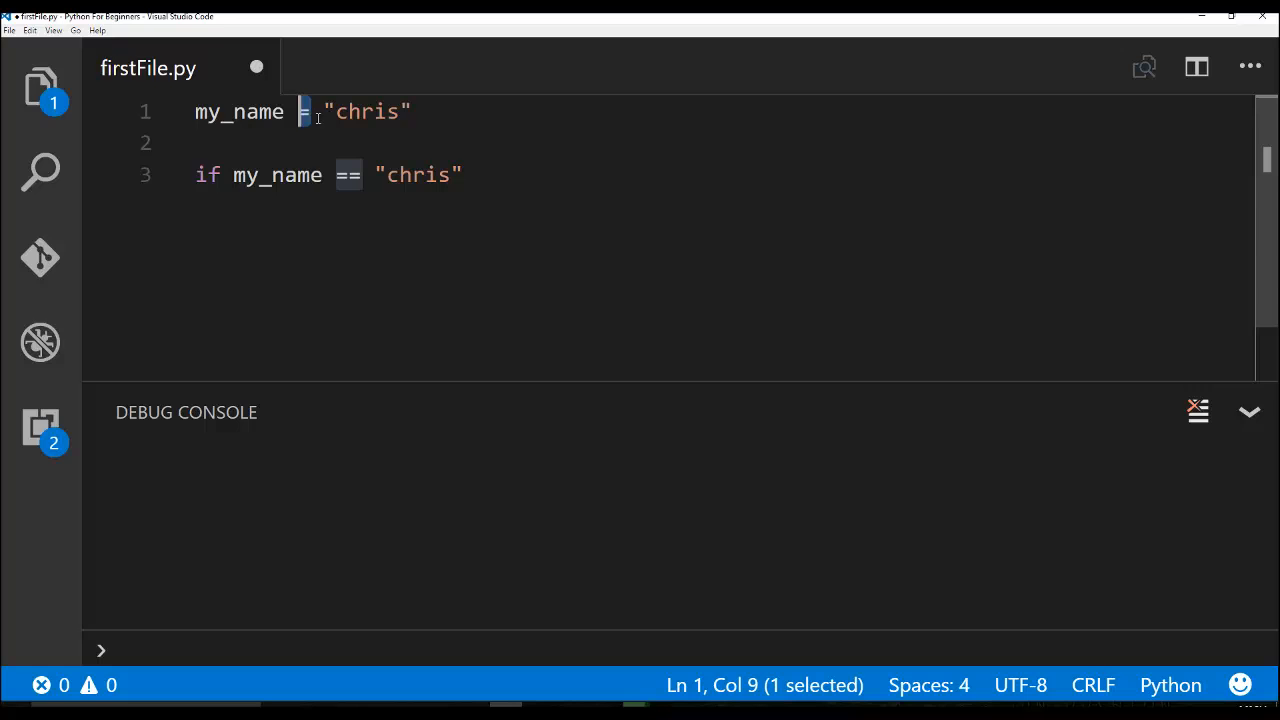 ● firstFile.py - Python For Beginners - Visual Studio Code
File Edit View Go Help
firstFile.py
1 my_name = "chris"
2
3 if my_name == "chris"
1
2
DEBUG CONSOLE
0 0 Ln 1, Col 9 (1 selected) Spaces: 4 UTF-8 CRLF Python